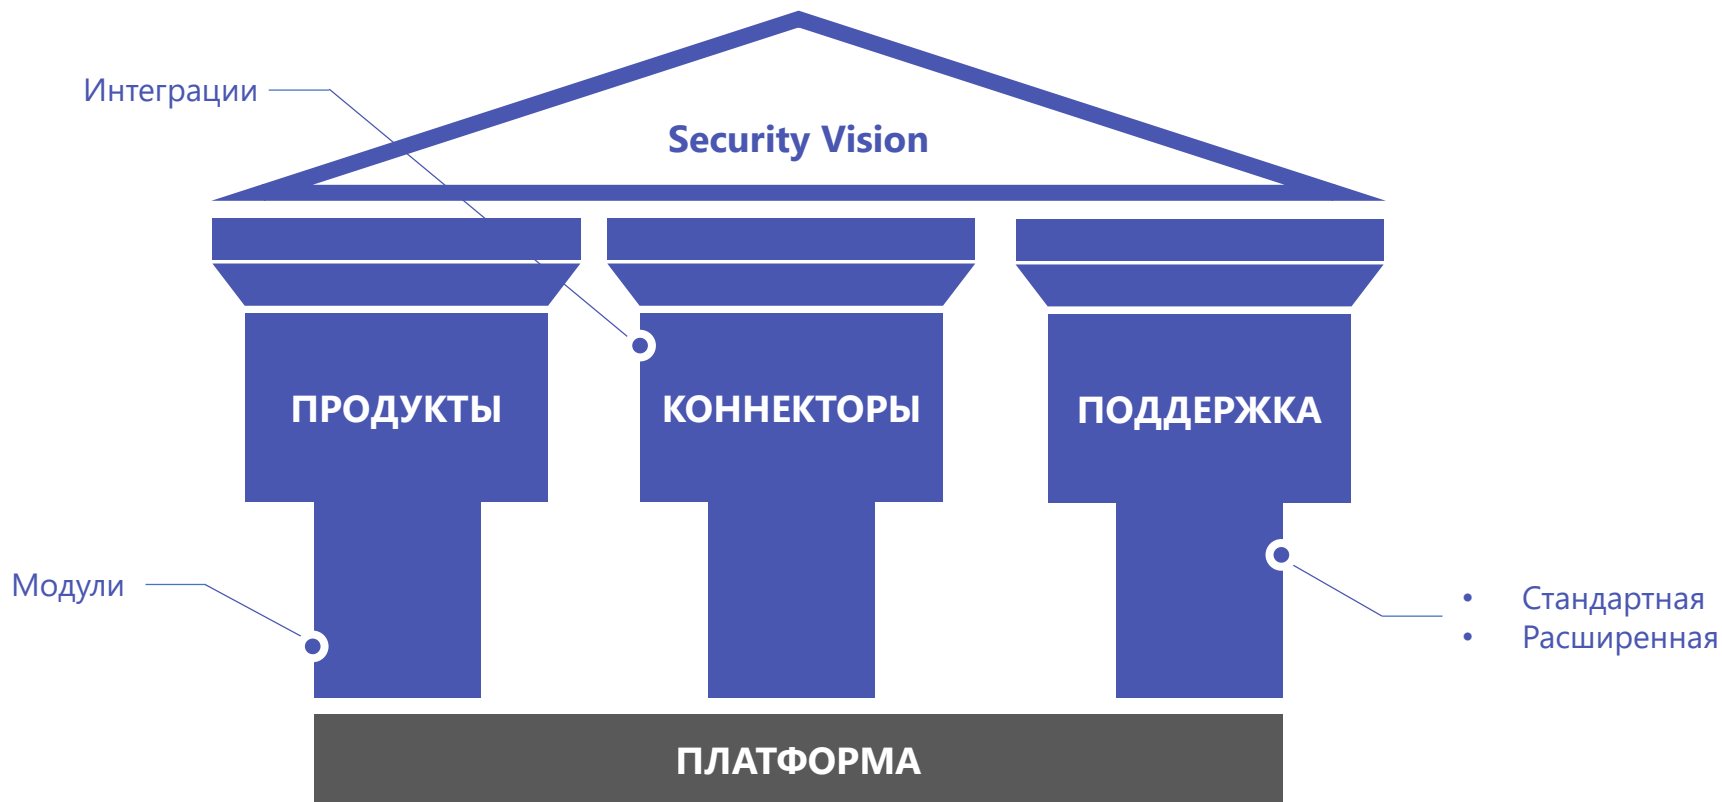 Интеграции
Security Vision
ПРОДУКТЫ
КОННЕКТОРЫ
ПОДДЕРЖКА
Модули
• Стандартная
• Расширенная
ПЛАТФОРМА